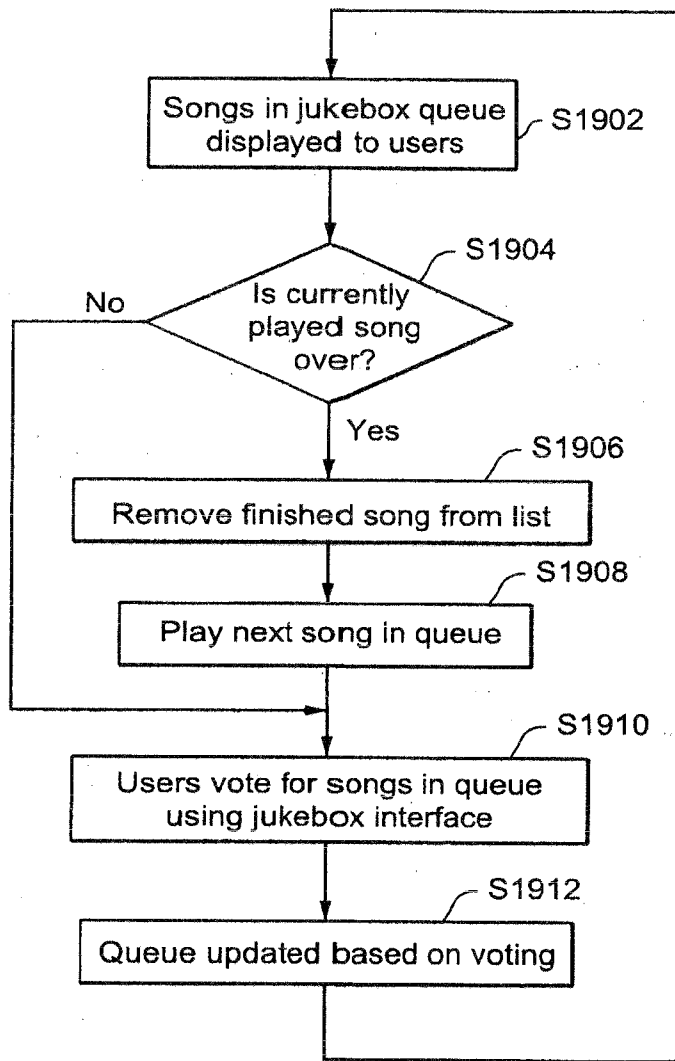 Songs in jukebox queue
displayed to users
S1902
S1904
No
Is currently
played song
over?
Yes
S1906
Remove finished song from list
S1908
Play next song in queue
S1910
Users vote for songs in queue
using jukebox interface
S1912
Queue updated based on voting